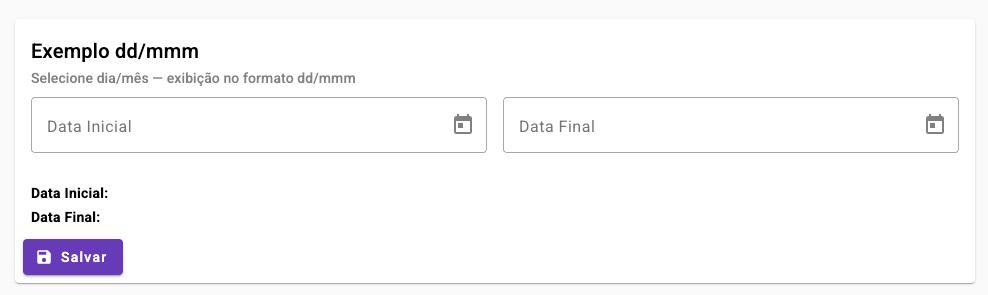 Exemplo dd/mmm
Selecione dia/mês — exibição no formato dd/mmm
Data Inicial
Data Final
Data Inicial:
Data Final:
Salvar